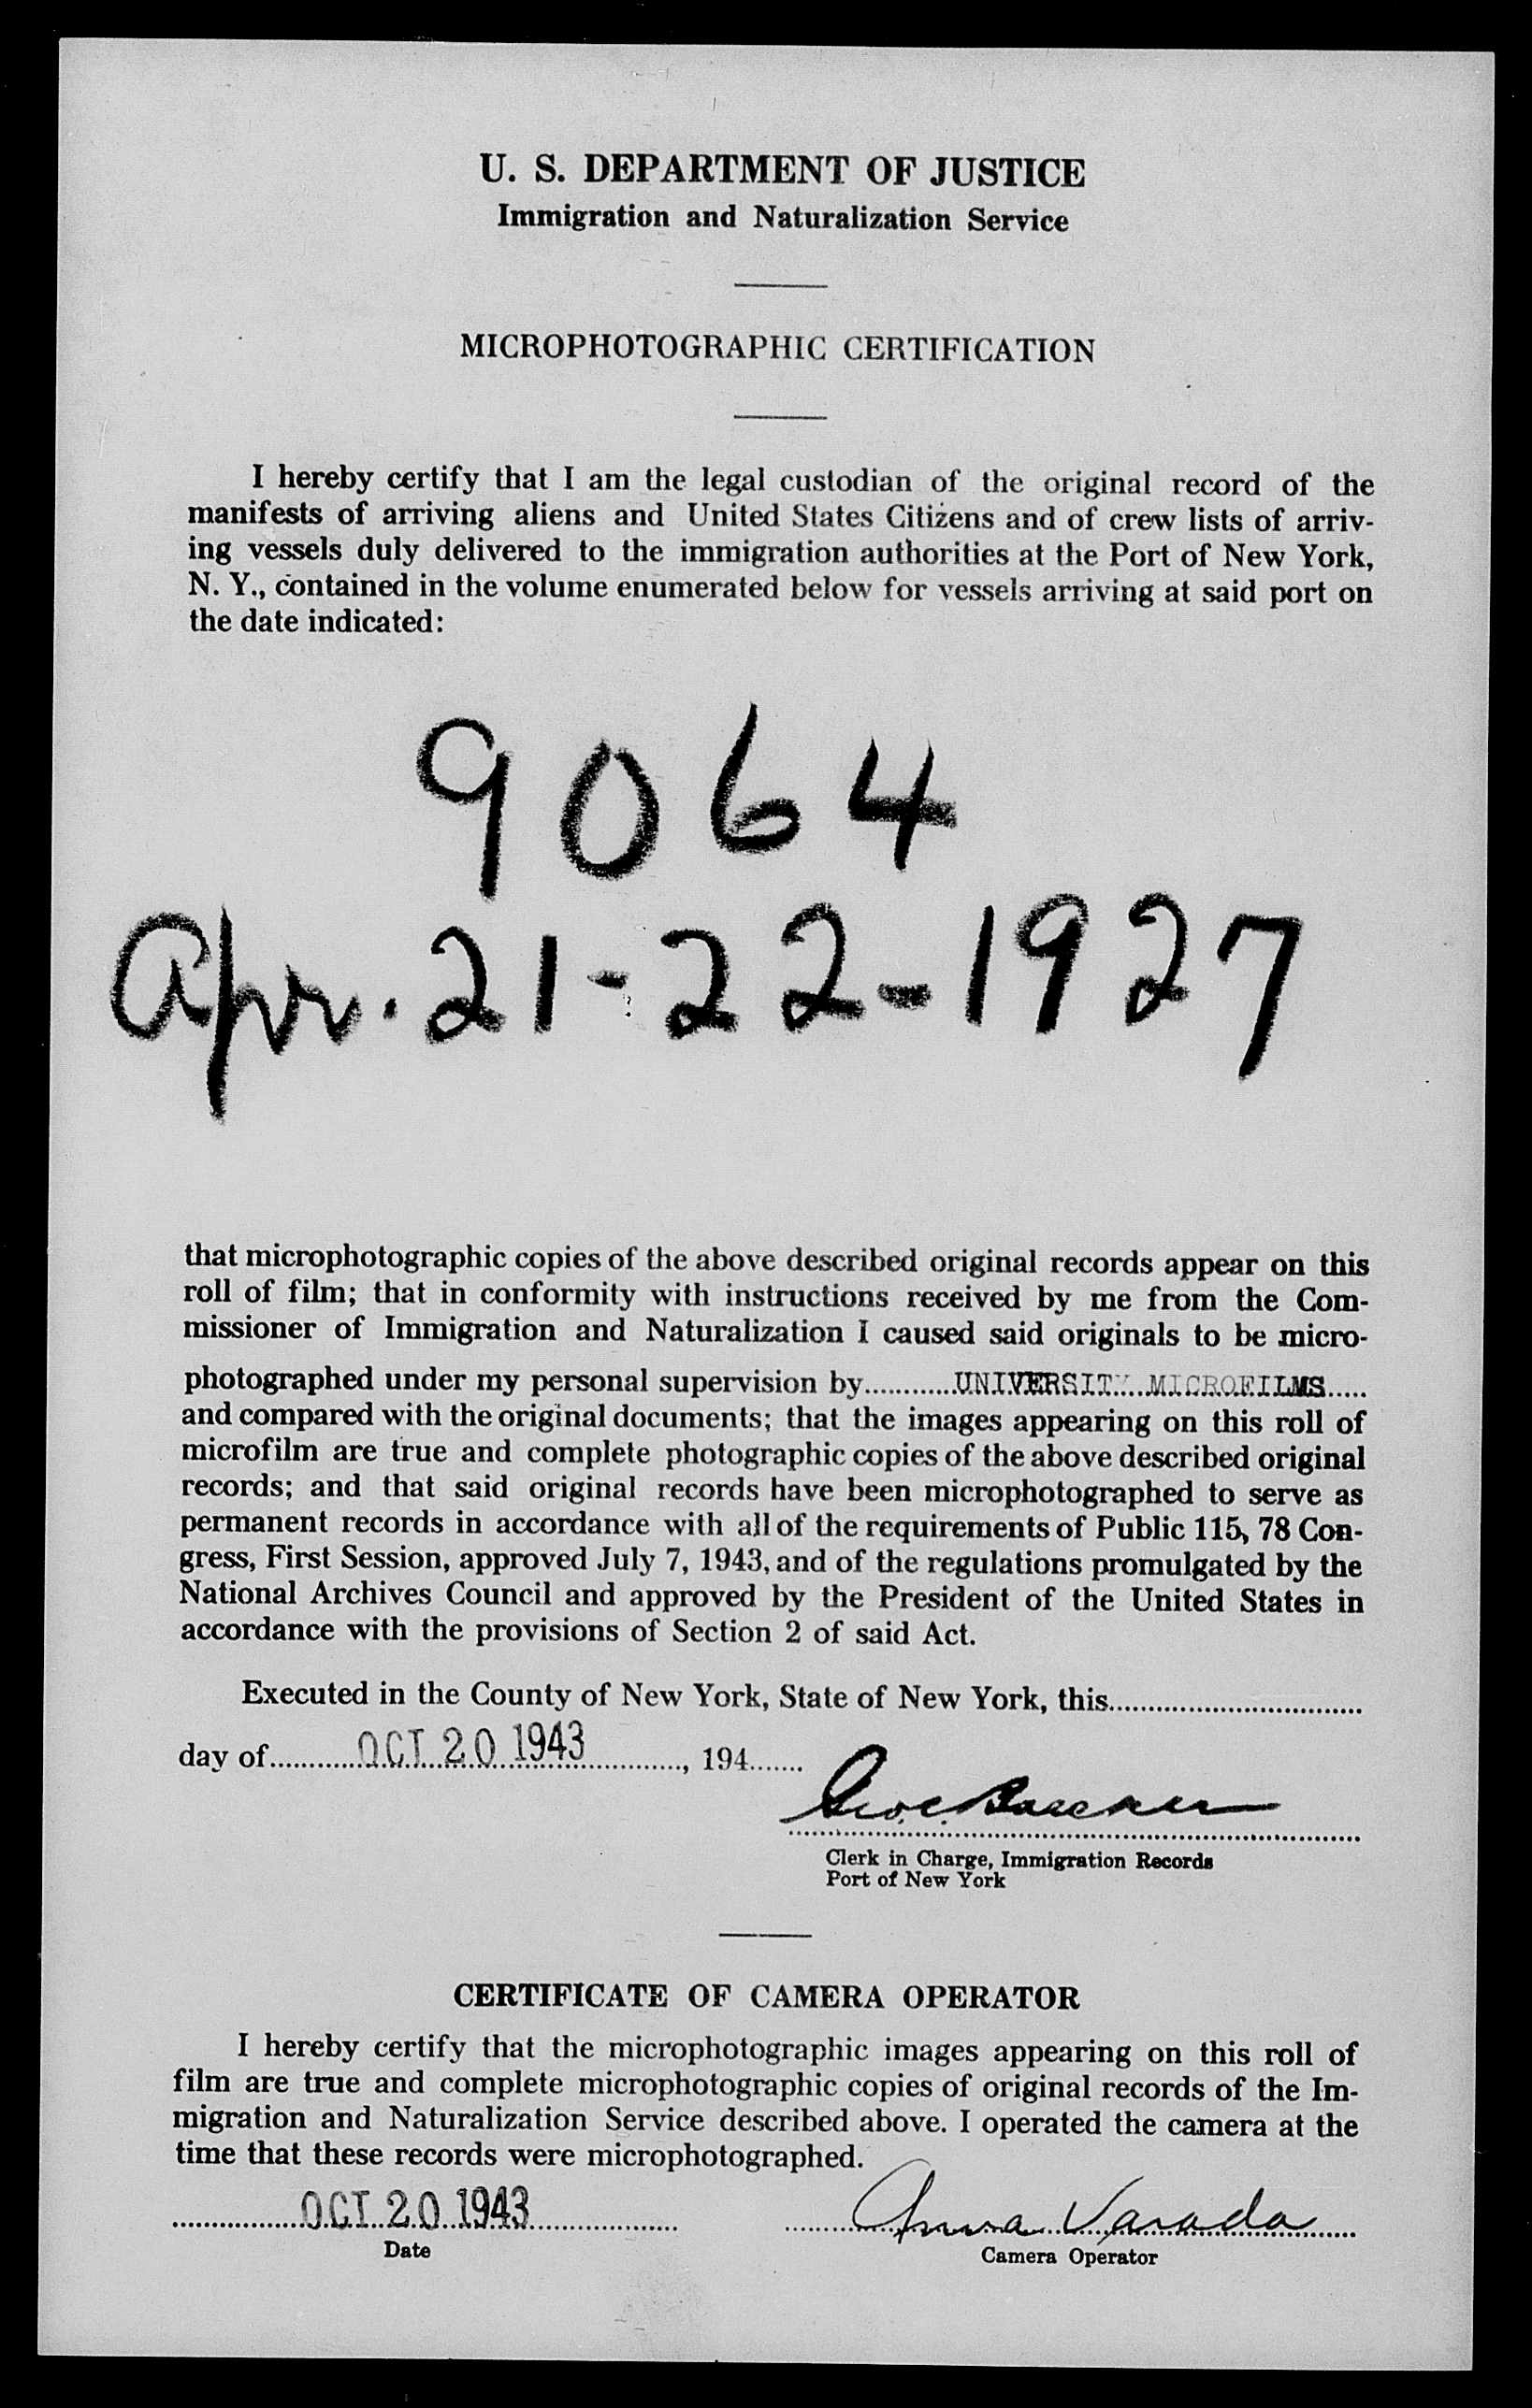 U. S. DEPARTMENT OF JUSTICE
Immigration and Naturalization Service
MICROPHOTOGRAPHIC CERTIFICATION
I hereby certify that I am the legal custodian of the original record of the
manifests of arriving aliens and United States Citizens and of crew lists of arriv-
ing vessels duly delivered to the immigration authorities at the Port of New York,
N. Y., contained in the volume enumerated below for vessels arriving at said port on
the date indicated:
9064
Apr. 21-22-1927
that microphotographic copies of the above described original records appear on this
roll of film; that in conformity with instructions received by me from the Com-
missioner of Immigration and Naturalization I caused said originals to be micro-
photographed under my personal supervision by............UNIVERSITY MICROFILMS.....
and compared with the original documents; that the images appearing on this roll of
microfilm are true and complete photographic copies of the above described original
records; and that said original records have been microphotographed to serve as
permanent records in accordance with all of the requirements of Public 115, 78 Con-
gress, First Session, approved July 7, 1943, and of the regulations promulgated by the
National Archives Council and approved by the President of the United States in
accordance with the provisions of Section 2 of said Act.
Executed in the County of New York, State of New York, this................................
day of............OCT 20 1943............, 194.......
Clerk in Charge, Immigration Records
Port of New York
CERTIFICATE OF CAMERA OPERATOR
I hereby certify that the microphotographic images appearing on this roll of
film are true and complete microphotographic copies of original records of the Im-
migration and Naturalization Service described above. I operated the camera at the
time that these records were microphotographed.
OCT 20 1943 Anna Varada
Date Camera Operator